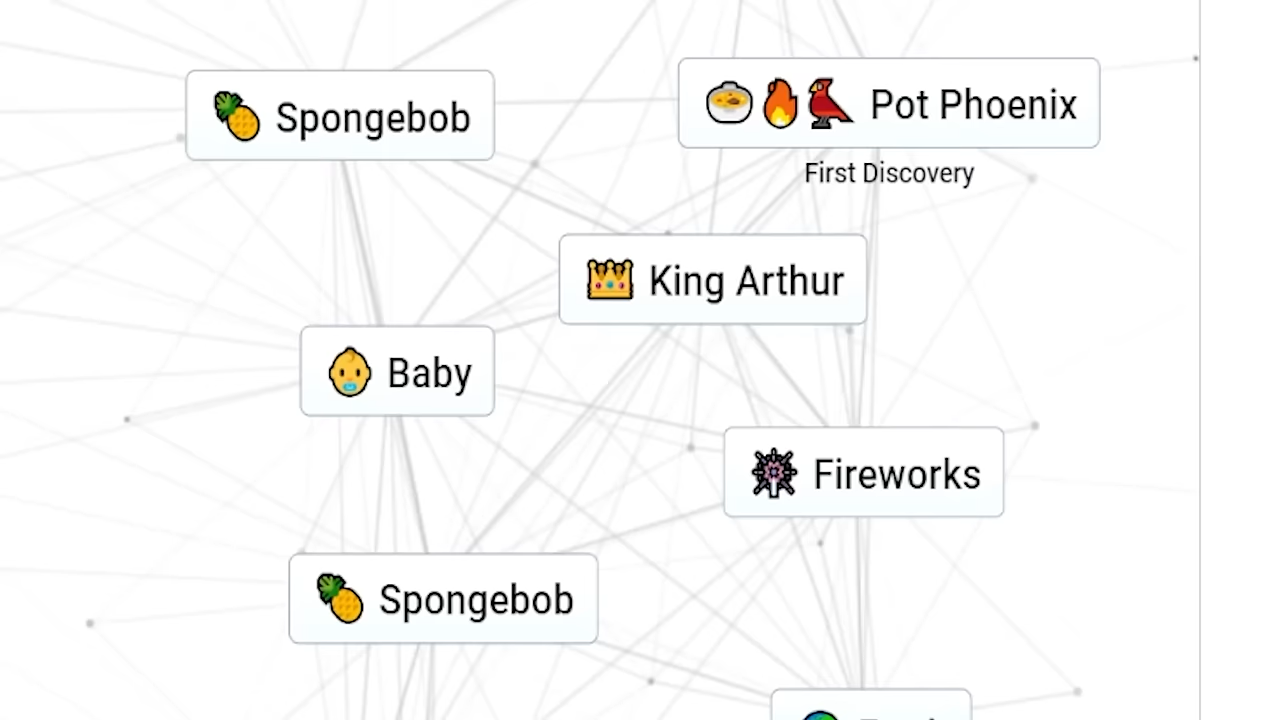 Spongebob
Pot Phoenix
First Discovery
King Arthur
Baby
Fireworks
Spongebob